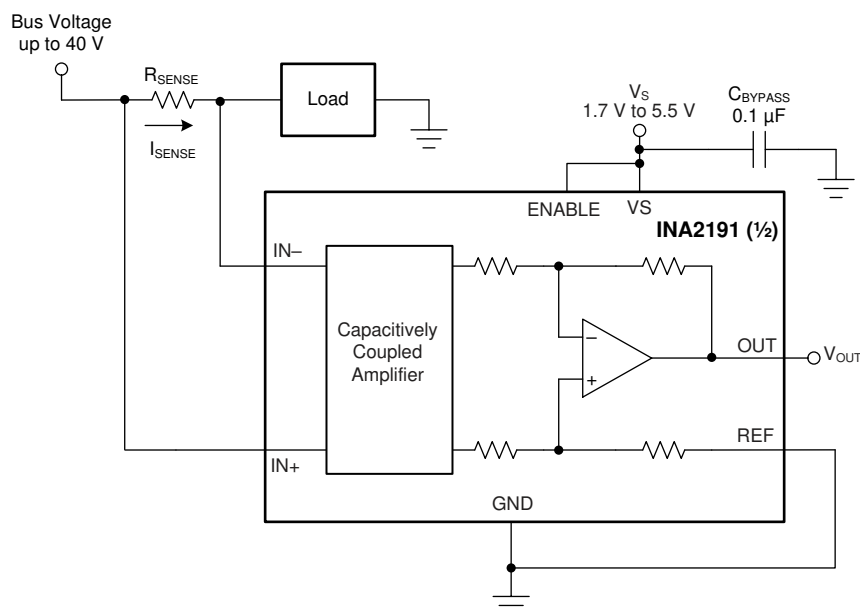 Bus Voltage
up to 40 V
RSENSE
ISENSE
Load
VS
1.7 V to 5.5 V
CBYPASS
0.1 µF
ENABLE
VS
INA2191 (½)
IN–
Capacitively
Coupled
Amplifier
–
+
OUT
VOUT
REF
IN+
GND